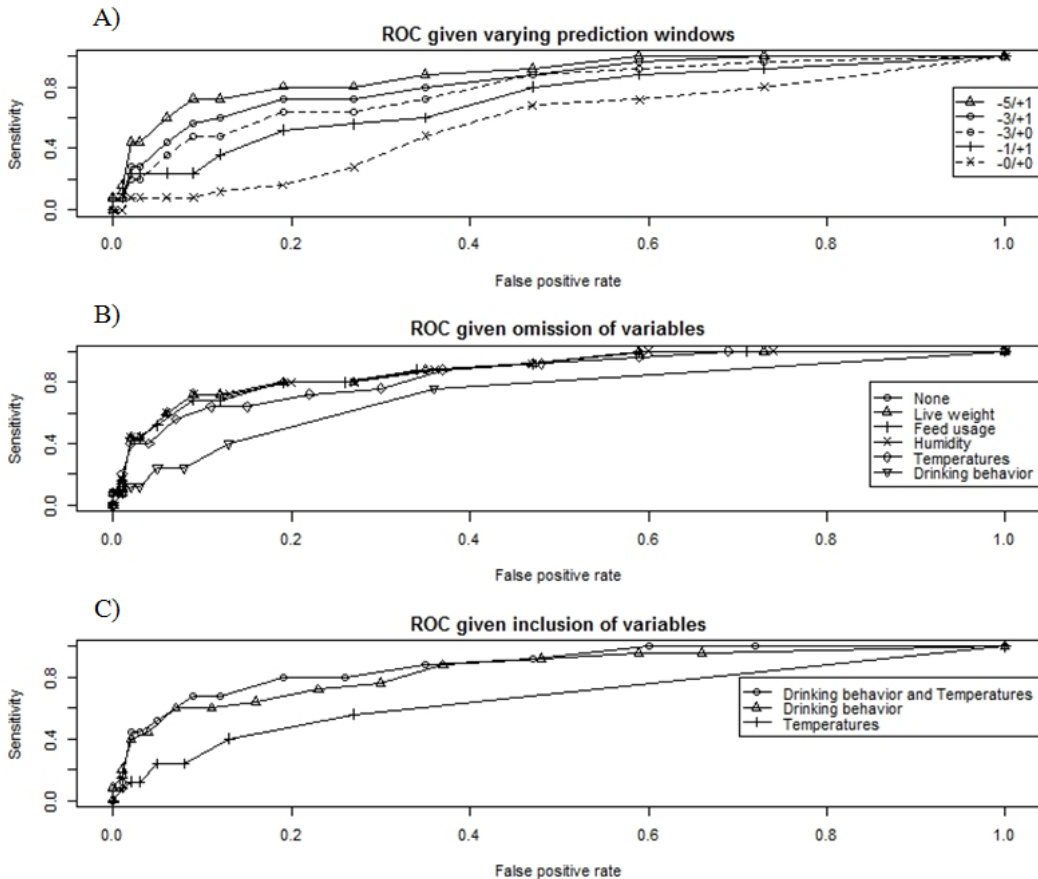 A)
ROC given varying prediction windows
Sensitivity
0.0 0.4 0.8
-5/+1
-3/+1
-3/+0
-1/+1
-0/+0
0.0 0.2 0.4 0.6 0.8 1.0
False positive rate
B)
ROC given omission of variables
Sensitivity
0.0 0.4 0.8
None
Live weight
Feed usage
Humidity
Temperatures
Drinking behavior
0.0 0.2 0.4 0.6 0.8 1.0
False positive rate
C)
ROC given inclusion of variables
Sensitivity
0.0 0.4 0.8
Drinking behavior and Temperatures
Drinking behavior
Temperatures
0.0 0.2 0.4 0.6 0.8 1.0
False positive rate